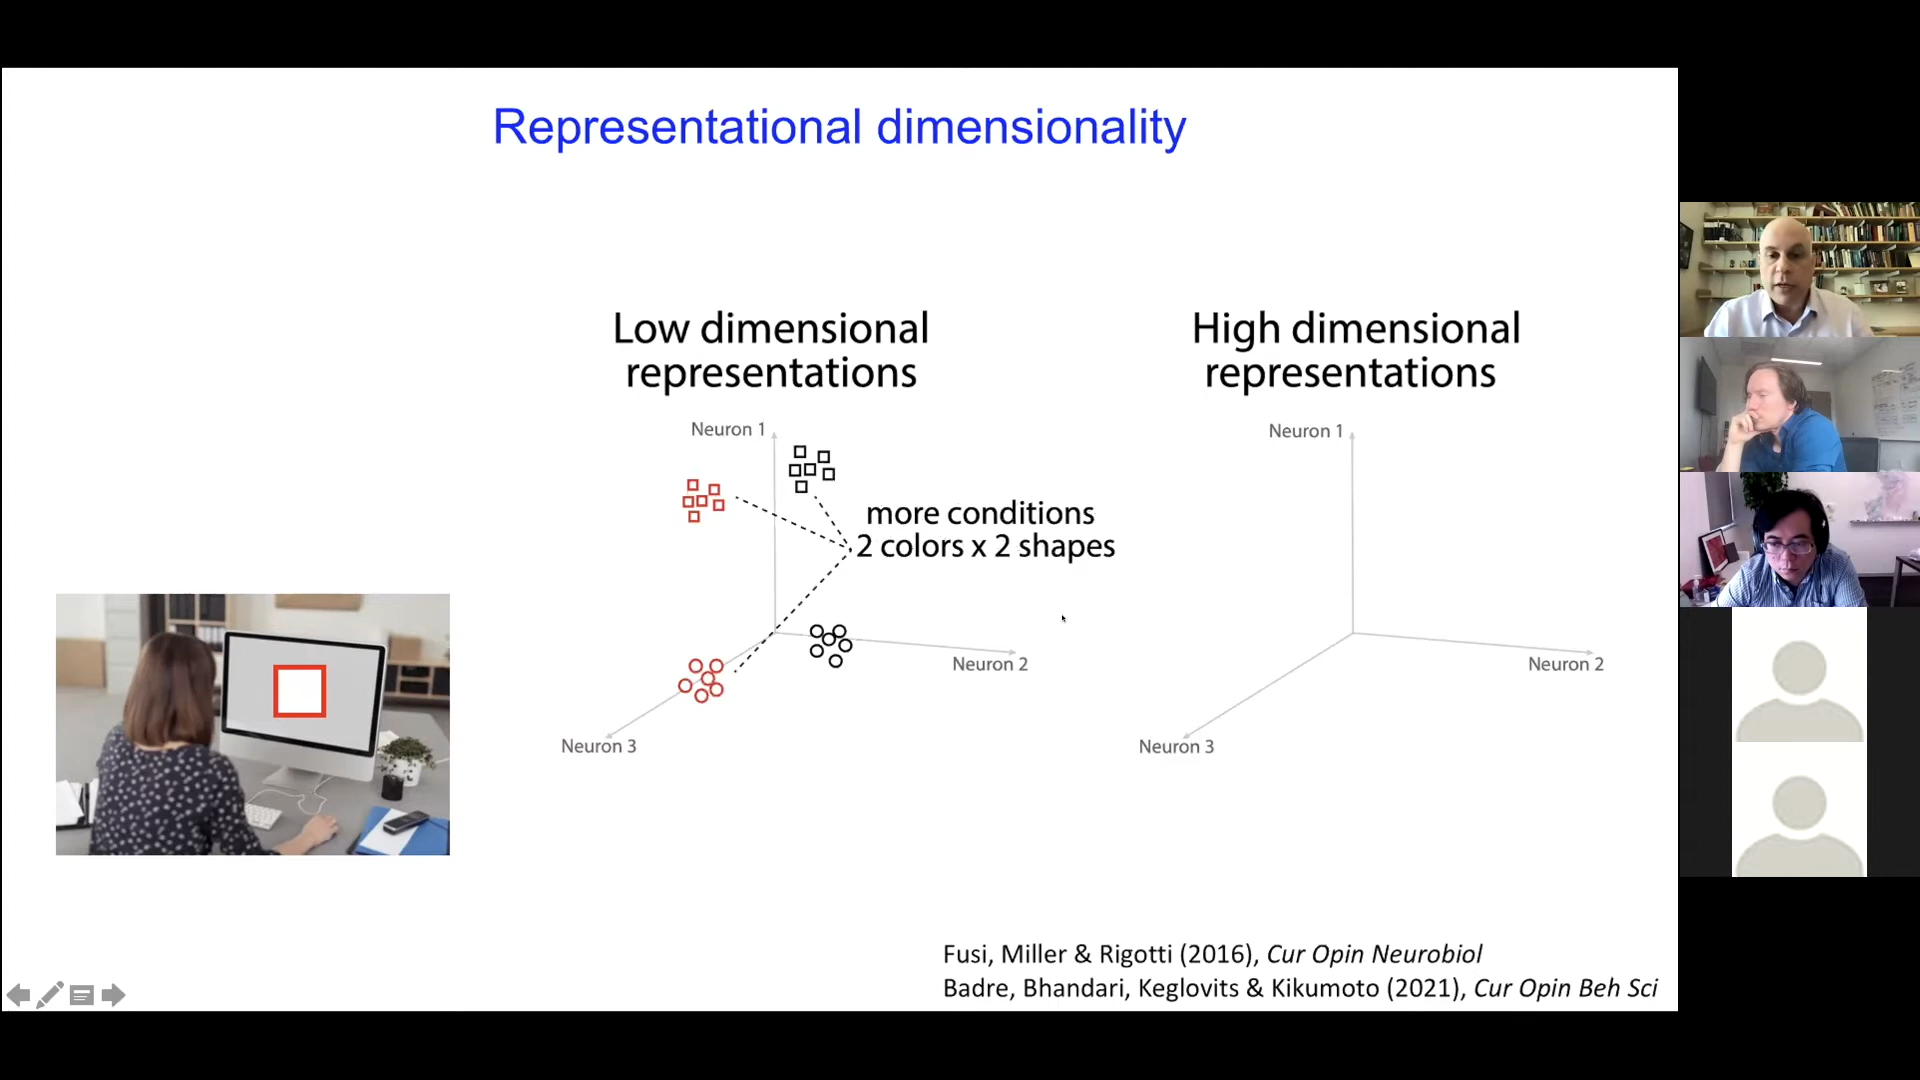 Representational dimensionality
Low dimensional
representations
High dimensional
representations
Neuron 1
more conditions
2 colors x 2 shapes
Neuron 2
Neuron 3
Neuron 1
Neuron 2
Neuron 3
Fusi, Miller & Rigotti (2016), Cur Opin Neurobiol
Badre, Bhandari, Keglovits & Kikumoto (2021), Cur Opin Beh Sci